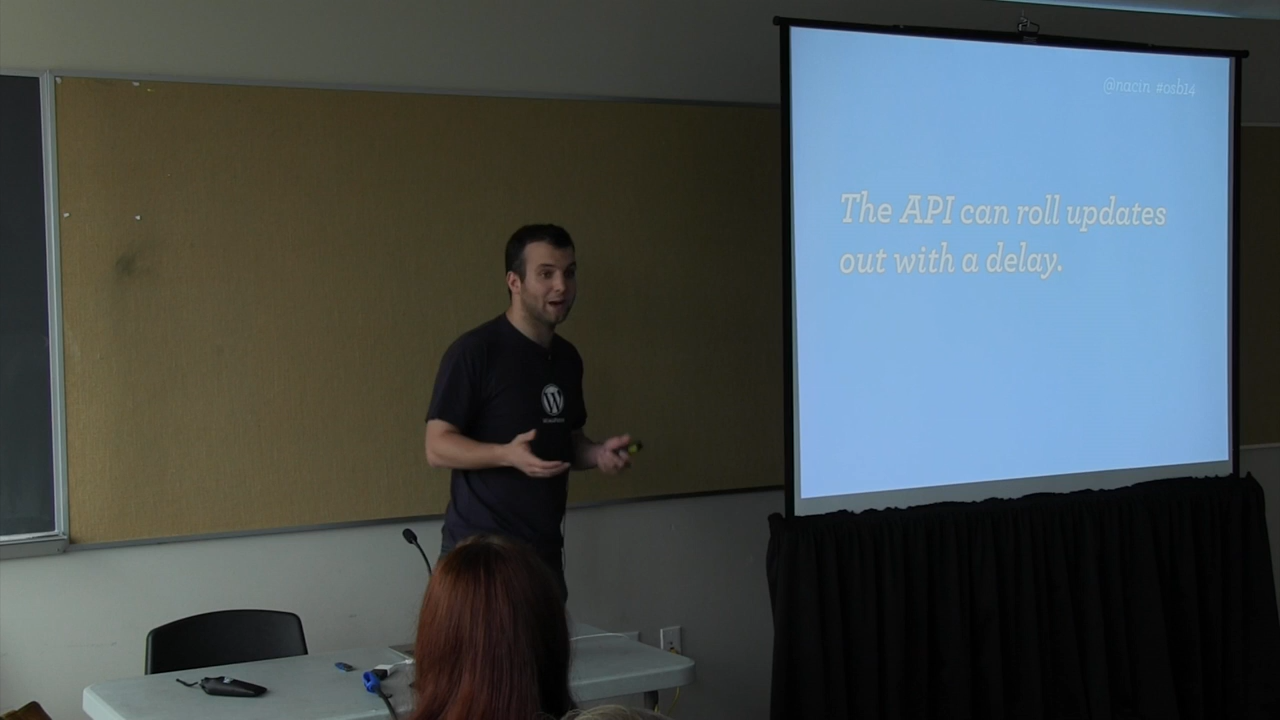 @nacin #osb14
The API can roll updates
out with a delay.
W